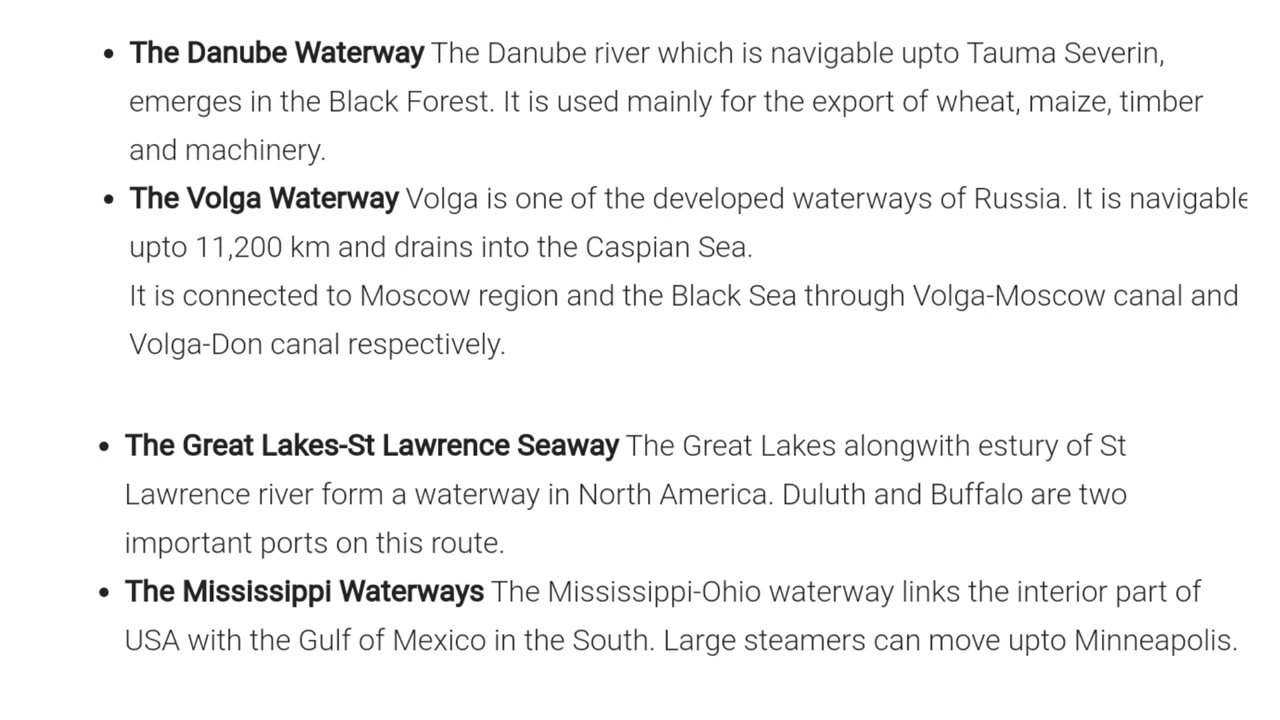 • The Danube Waterway The Danube river which is navigable upto Tauma Severin,
emerges in the Black Forest. It is used mainly for the export of wheat, maize, timber
and machinery.
• The Volga Waterway Volga is one of the developed waterways of Russia. It is navigable
upto 11,200 km and drains into the Caspian Sea.
It is connected to Moscow region and the Black Sea through Volga-Moscow canal and
Volga-Don canal respectively.
• The Great Lakes-St Lawrence Seaway The Great Lakes alongwith estury of St
Lawrence river form a waterway in North America. Duluth and Buffalo are two
important ports on this route.
• The Mississippi Waterways The Mississippi-Ohio waterway links the interior part of
USA with the Gulf of Mexico in the South. Large steamers can move upto Minneapolis.